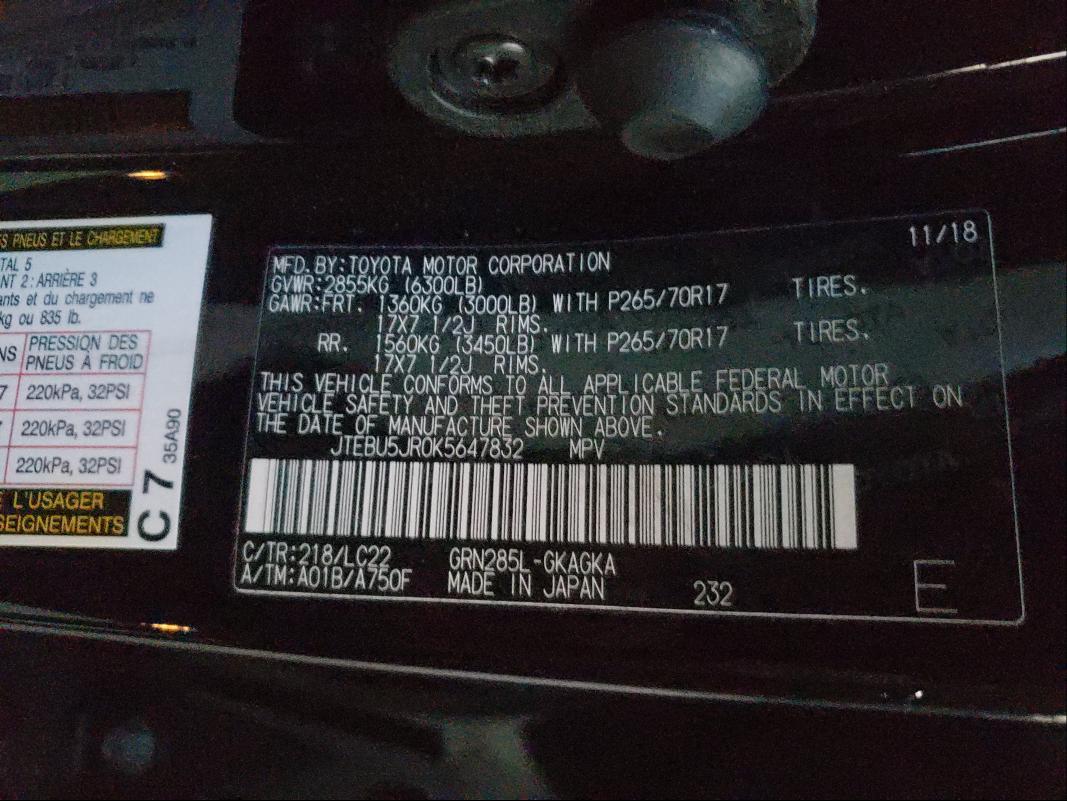 S PNEUS ET LE CHARGEMENT
TAL 5
NT 2: ARRIÈRE 3
ants et du chargement ne
kg ou 835 lb.
NS PRESSION DES
PNEUS À FROID
7 220kPa, 32PSI
220kPa, 32PSI
220kPa, 32PSI
E L'USAGER
SEIGNEMENTS
C 7
35A90
11/18
MFD.BY:TOYOTA MOTOR CORPORATION
GVWR:2855KG (6300LB)
GAWR:FRT. 1360KG (3000LB) WITH P265/70R17 TIRES.
17X7 1/2J RIMS.
RR. 1560KG (3450LB) WITH P265/70R17 TIRES.
17X7 1/2J RIMS.
THIS VEHICLE CONFORMS TO ALL APPLICABLE FEDERAL MOTOR
VEHICLE SAFETY AND THEFT PREVENTION STANDARDS IN EFFECT ON
THE DATE OF MANUFACTURE SHOWN ABOVE.
JTEBU5JR0K5647832 MPV
C/TR:218/LC22 GRN285L-GKAGKA
A/TM:A01B/A750F MADE IN JAPAN 232
E